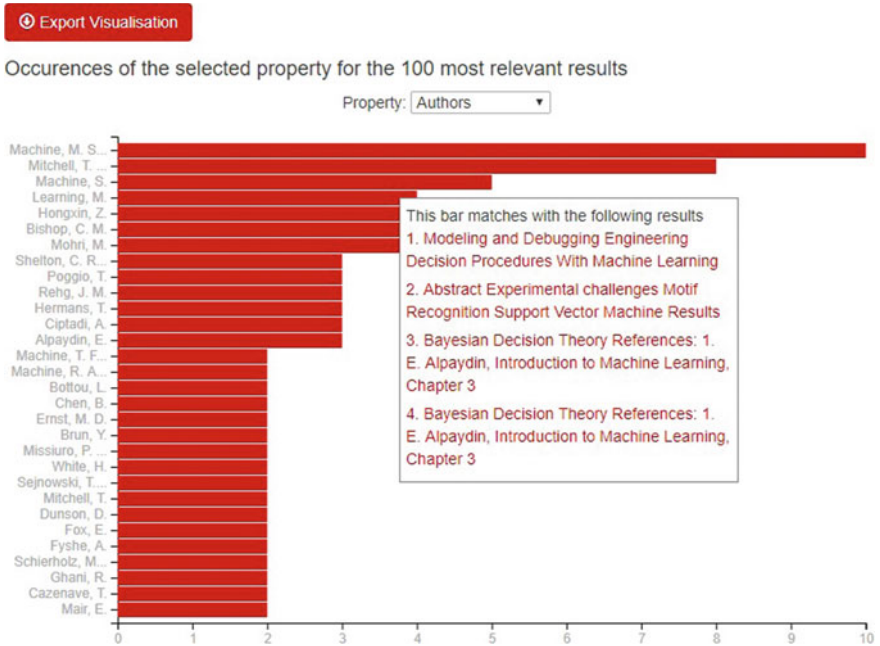 Export Visualisation
Occurences of the selected property for the 100 most relevant results
Property: Authors
Machine, M. S...
Mitchell, T. ...
Machine, S.
Learning, M.
Hongxin, Z.
Bishop, C. M.
Mohri, M.
Shelton, C. R...
Poggio, T.
Rehg, J. M.
Hermans, T.
Ciptadi, A.
Alpaydin, E.
Machine, T. F...
Machine, R. A...
Bottou, L.
Chen, B.
Ernst, M. D.
Brun, Y.
Missiuro, P. ...
White, H.
Sejnowski, T....
Mitchell, T.
Dunson, D.
Fox, E.
Fyshe, A.
Schierholz, M...
Ghani, R.
Cazenave, T.
Mair, E.
This bar matches with the following results
1. Modeling and Debugging Engineering
Decision Procedures With Machine Learning
2. Abstract Experimental challenges Motif
Recognition Support Vector Machine Results
3. Bayesian Decision Theory References: 1.
E. Alpaydin, Introduction to Machine Learning,
Chapter 3
4. Bayesian Decision Theory References: 1.
E. Alpaydin, Introduction to Machine Learning,
Chapter 3
0 1 2 3 4 5 6 7 8 9 10